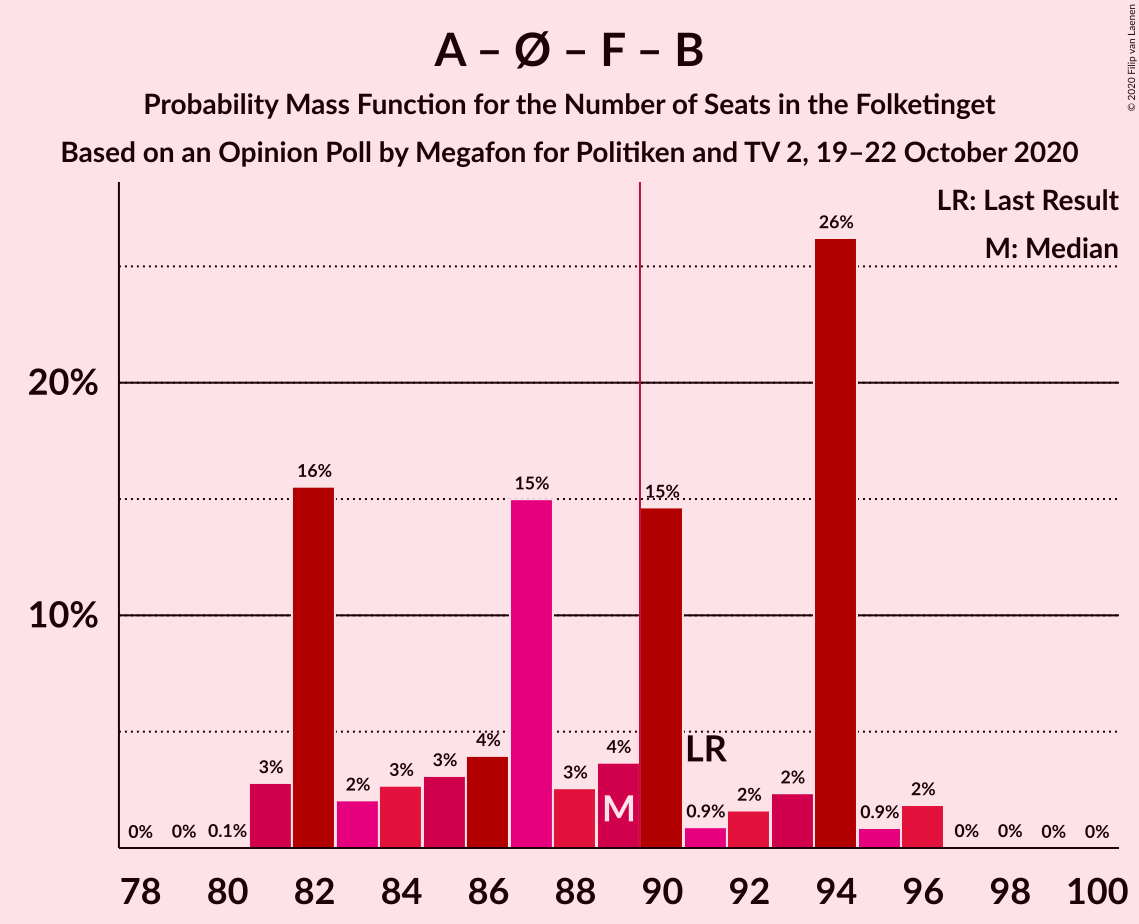 A – Ø – F – B
Probability Mass Function for the Number of Seats in the Folketinget
Based on an Opinion Poll by Megafon for Politiken and TV 2, 19–22 October 2020
© 2020 Filip van Laenen
LR: Last Result
M: Median
20%
10%
0% 0% 0.1% 3% 16% 2% 3% 3% 4% 15% 3% 4% 15% 0.9% 2% 2% 26% 0.9% 2% 0% 0% 0% 0%
M
LR
78 80 82 84 86 88 90 92 94 96 98 100